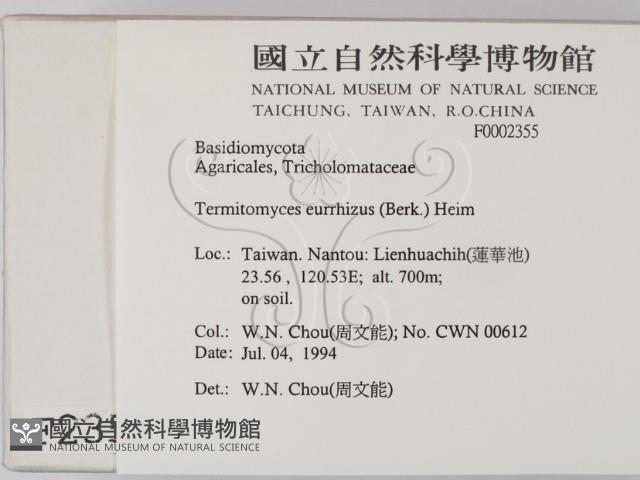 國立自然科學博物館
NATIONAL MUSEUM OF NATURAL SCIENCE
TAICHUNG, TAIWAN, R.O.CHINA
F0002355
Basidiomycota
Agaricales, Tricholomataceae
Termitomyces eurrhizus (Berk.) Heim
Loc.: Taiwan. Nantou: Lienhuachih(蓮華池)
23.56 , 120.53E; alt. 700m;
on soil.
Col.: W.N. Chou(周文能); No. CWN 00612
Date: Jul. 04, 1994
Det.: W.N. Chou(周文能)
國立自然科學博物館
NATIONAL MUSEUM OF NATURAL SCIENCE